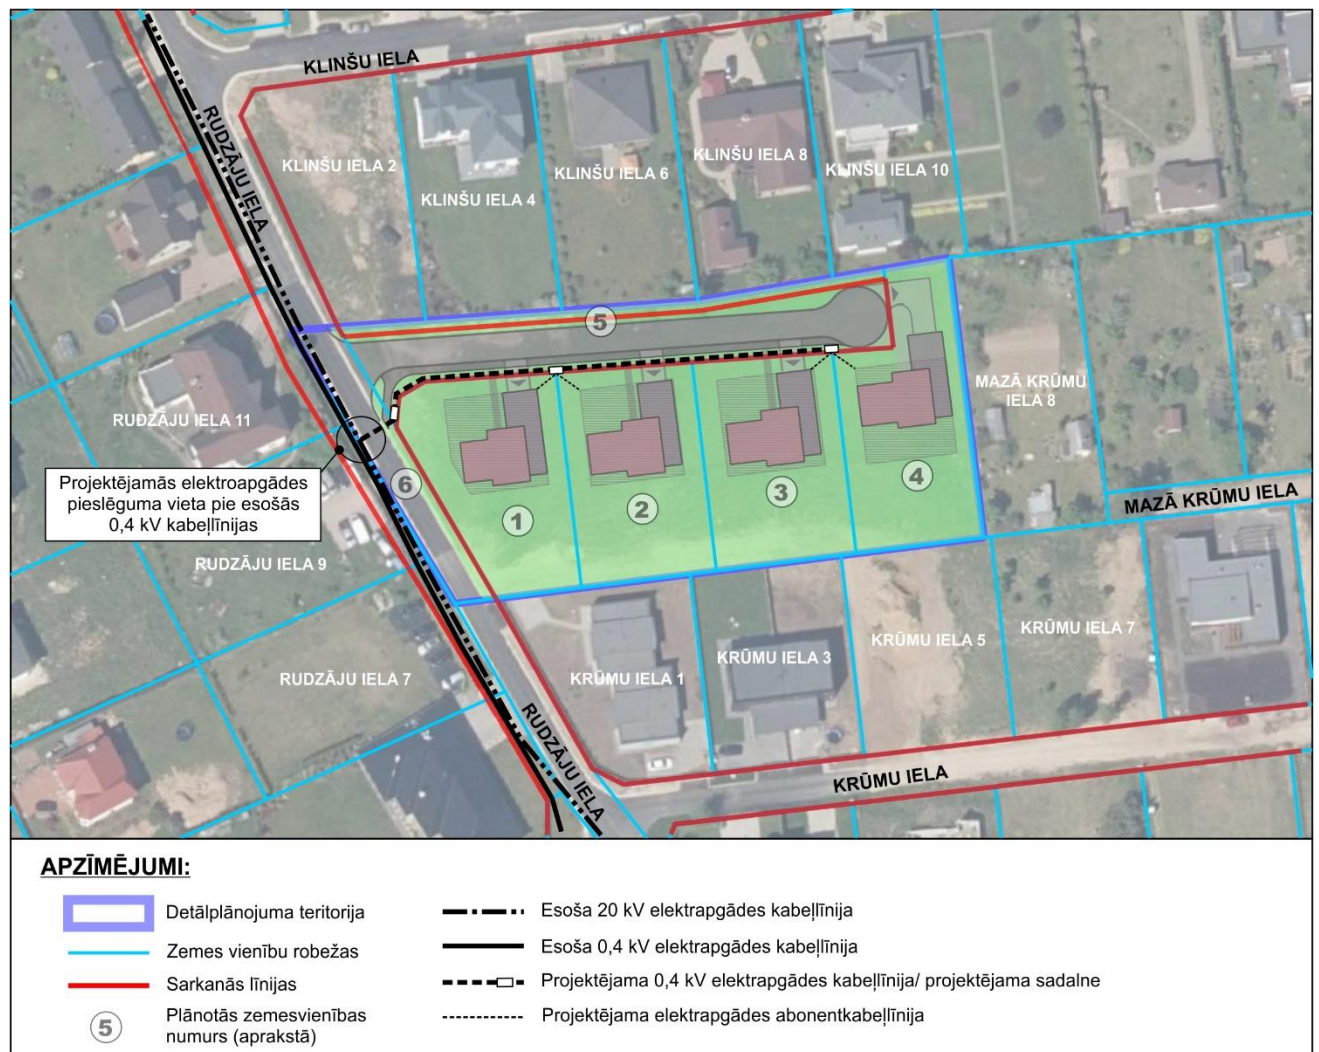 KLINŠU IELA
RUDZĀJU IELA
KLINŠU IELA 2
KLINŠU IELA 4
KLINŠU IELA 6
KLINŠU IELA 8
KLINŠU IELA 10
5
MAZĀ KRŪMU
IELA 8
RUDZĀJU IELA 11
Projektējamās elektroapgādes
pieslēguma vieta pie esošās
0,4 kV kabeļlīnijas
6
1
2
3
4
MAZĀ KRŪMU IELA
RUDZĀJU IELA 9
RUDZĀJU IELA 7
KRŪMU IELA 1
KRŪMU IELA 3
KRŪMU IELA 5
KRŪMU IELA 7
RUDZĀJU IELA
KRŪMU IELA
APZĪMĒJUMI:
Detālplānojuma teritorija
Zemes vienību robežas
Sarkanās līnijas
5
Plānotās zemesvienības
numurs (aprakstā)
Esoša 20 kV elektrapgādes kabeļlīnija
Esoša 0,4 kV elektrapgādes kabeļlīnija
Projektējama 0,4 kV elektrapgādes kabeļlīnija/ projektējama sadalne
Projektējama elektrapgādes abonentkabeļlīnija